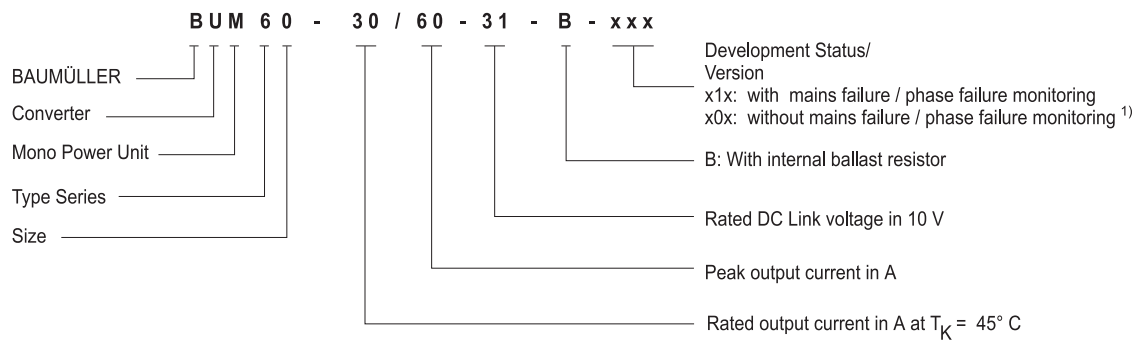 BUM60 - 30/60-31 - B - xxx
BAUMÜLLER
Converter
Mono Power Unit
Type Series
Size
Development Status/
Version
x1x: with mains failure / phase failure monitoring
x0x: without mains failure / phase failure monitoring 1)
B: With internal ballast resistor
Rated DC Link voltage in 10 V
Peak output current in A
Rated output current in A at TK = 45° C